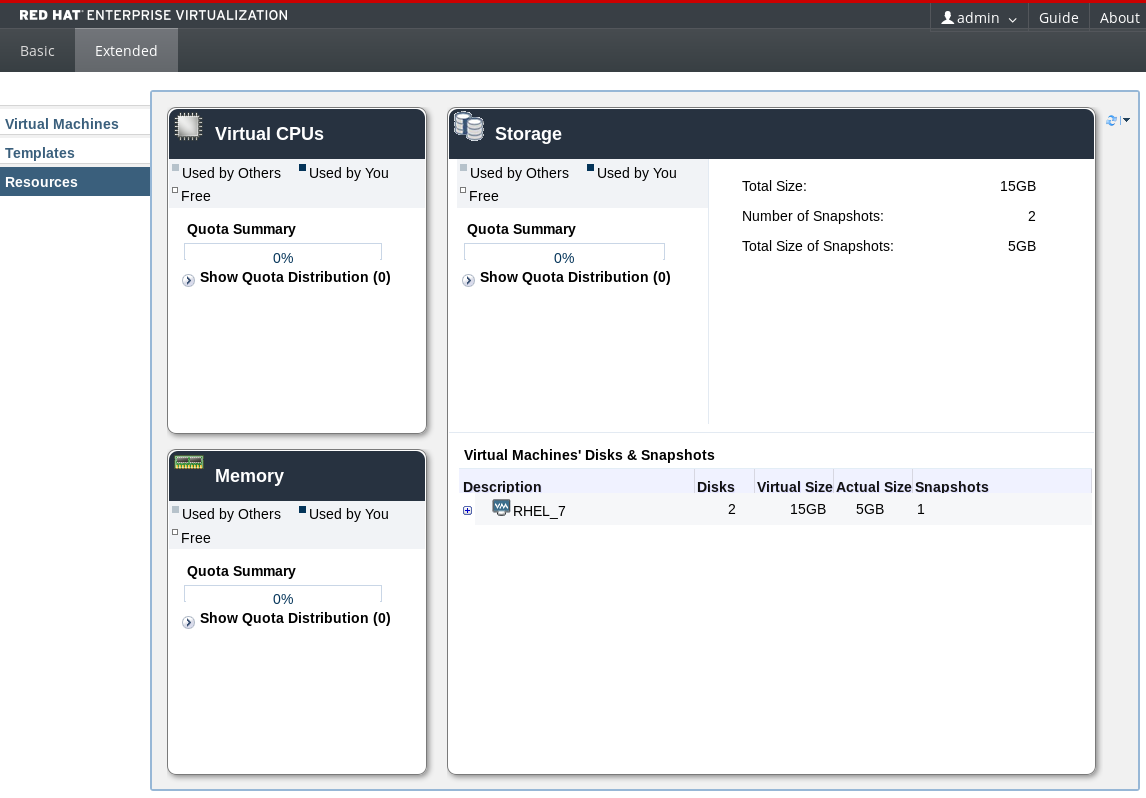 RED HAT ENTERPRISE VIRTUALIZATION
admin
Guide
About
Basic
Extended
Virtual Machines
Templates
Resources
Virtual CPUs
Used by Others
Used by You
Free
Quota Summary
0%
Show Quota Distribution (0)
Memory
Used by Others
Used by You
Free
Quota Summary
0%
Show Quota Distribution (0)
Storage
Used by Others
Used by You
Free
Quota Summary
0%
Show Quota Distribution (0)
Total Size: 15GB
Number of Snapshots: 2
Total Size of Snapshots: 5GB
Virtual Machines' Disks & Snapshots
Description Disks Virtual Size Actual Size Snapshots
VM RHEL_7 2 15GB 5GB 1